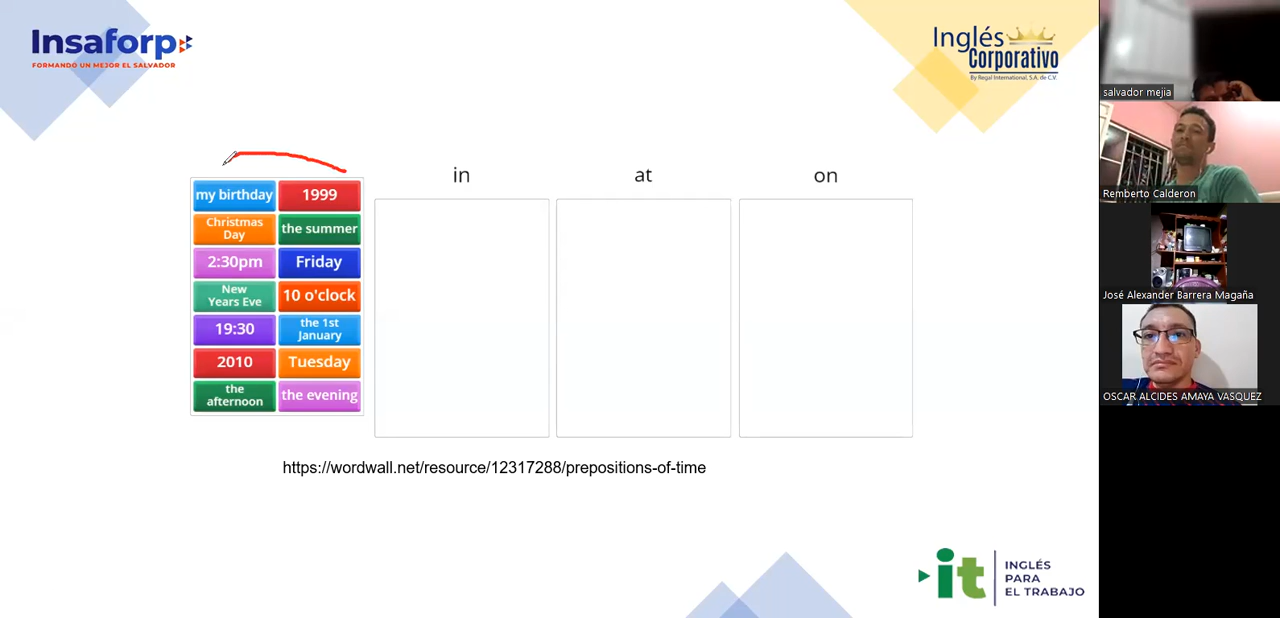 Insaforp
FORMANDO UN MEJOR EL SALVADOR
Inglés
Corporativo
By Regal International, S.A. de C.V.
in
at
on
my birthday
1999
Christmas
Day
the summer
2:30pm
Friday
New
Years Eve
10 o'clock
19:30
the 1st
January
2010
Tuesday
the
afternoon
the evening
https://wordwall.net/resource/12317288/prepositions-of-time
it
INGLÉS
PARA
EL TRABAJO
salvador mejia
Remberto Calderon
José Alexander Barrera Magaña
OSCAR ALCIDES AMAYA VASQUEZ